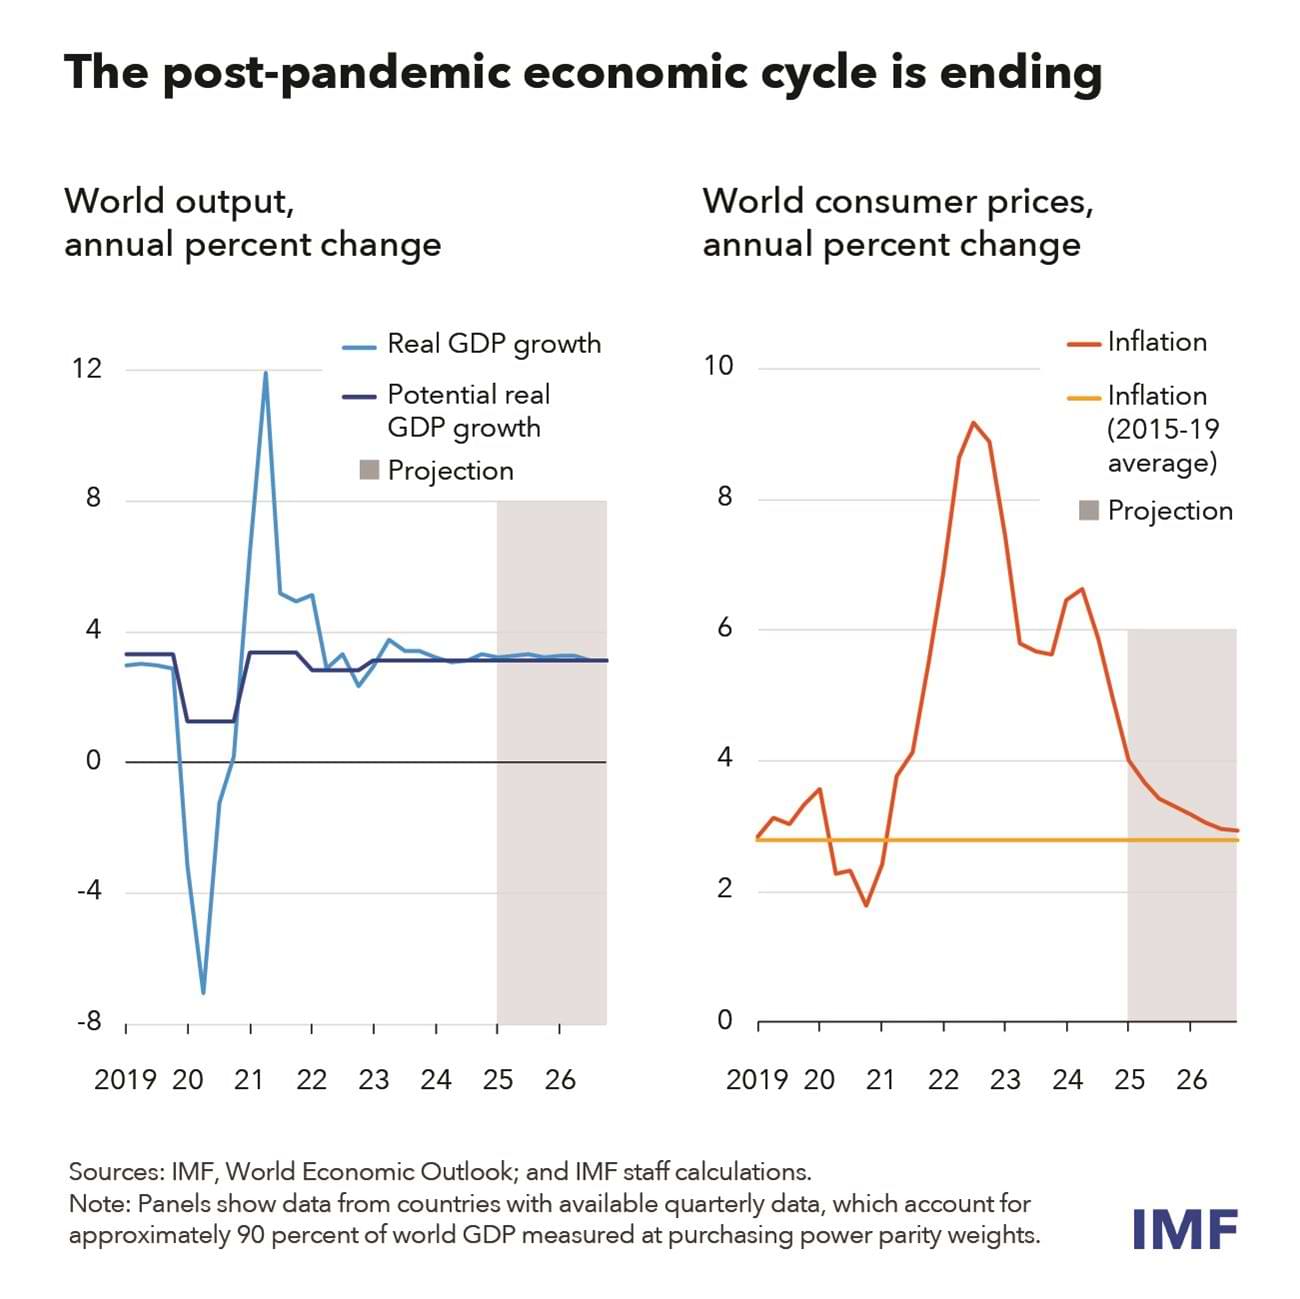 The post-pandemic economic cycle is ending
World output,
annual percent change
Real GDP growth
Potential real
GDP growth
Projection
12
8
4
0
-4
-8
2019 20 21 22 23 24 25 26
World consumer prices,
annual percent change
Inflation
Inflation
(2015-19
average)
Projection
10
8
6
4
2
0
2019 20 21 22 23 24 25 26
Sources: IMF, World Economic Outlook; and IMF staff calculations.
Note: Panels show data from countries with available quarterly data, which account for
approximately 90 percent of world GDP measured at purchasing power parity weights.
IMF